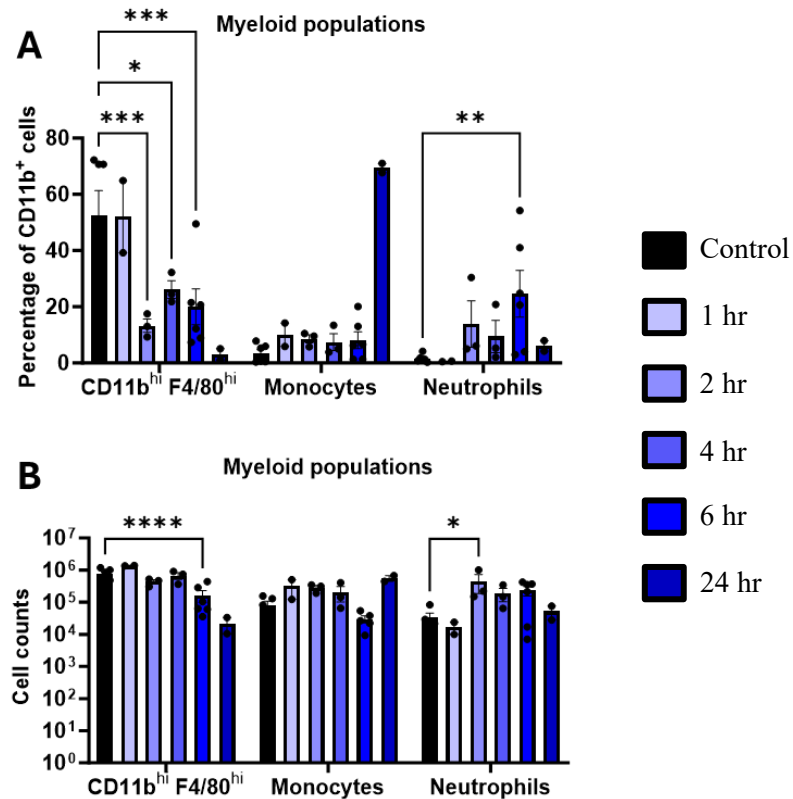 A
Myeloid populations
***
*
***
**
Percentage of CD11b⁺ cells
80
60
40
20
0
CD11bʰⁱ F4/80ʰⁱ
Monocytes
Neutrophils
Control
1 hr
2 hr
4 hr
6 hr
24 hr
B
Myeloid populations
****
*
Cell counts
10⁷
10⁶
10⁵
10⁴
10³
10²
10¹
10⁰
CD11bʰⁱ F4/80ʰⁱ
Monocytes
Neutrophils